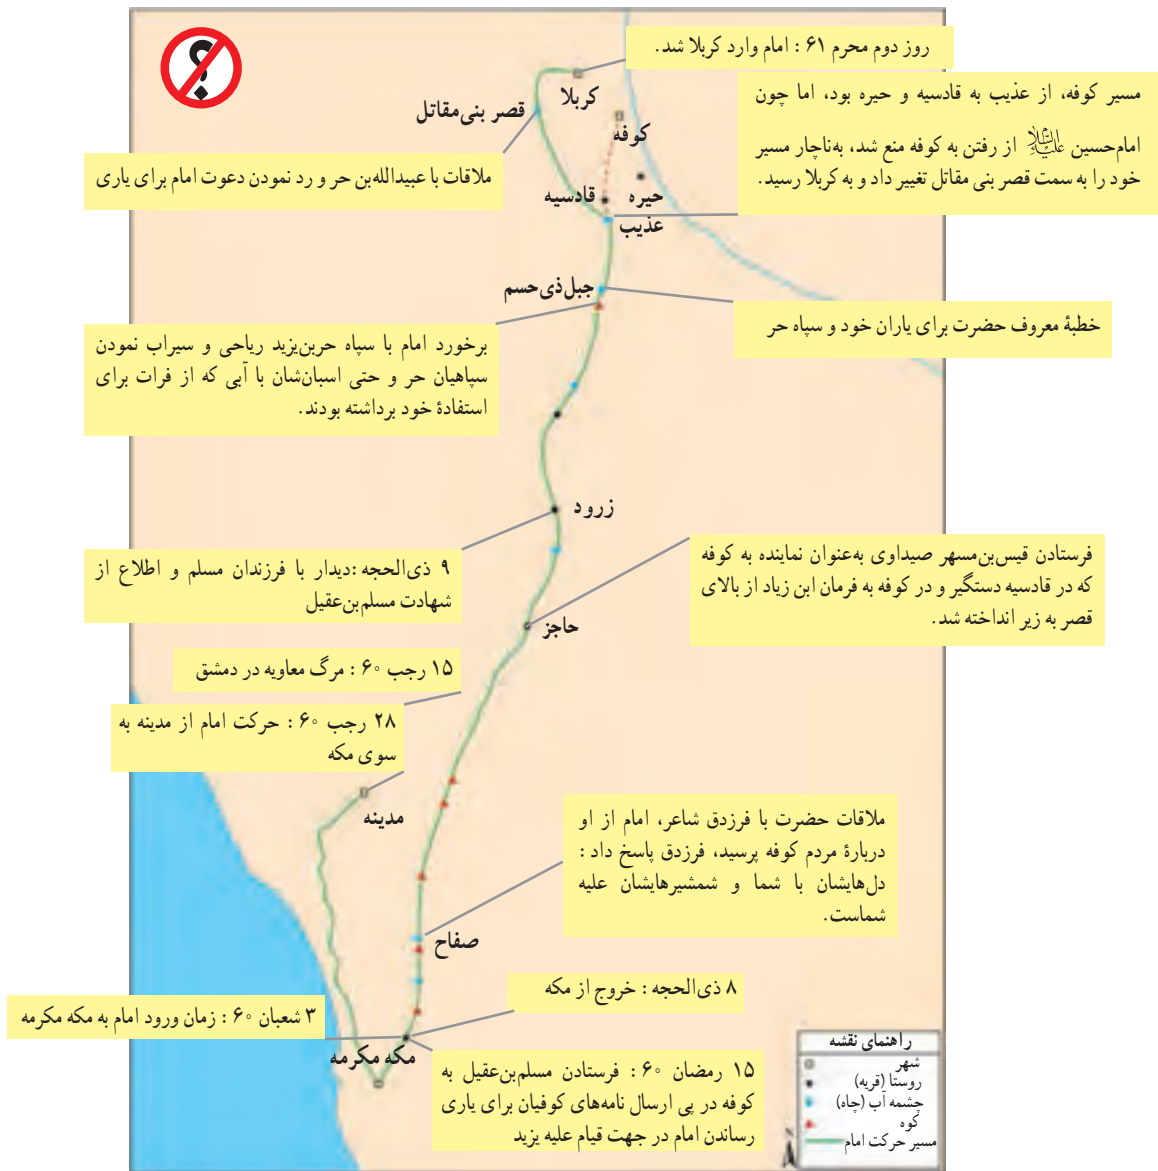 ؟
روز دوم محرم ۶۱ : امام وارد کربلا شد.
مسیر کوفه، از عذیب به قادسیه و حیره بود، اما چون
امام‌حسین علیه‌السلام از رفتن به کوفه منع شد، به‌ناچار مسیر
خود را به سمت قصر بنی مقاتل تغییر داد و به کربلا رسید.
کربلا
قصر بنی‌مقاتل
کوفه
ملاقات با عبیدالله‌بن حر و رد نمودن دعوت امام برای یاری
حیره
قادسیه
عذیب
جبل‌ذی‌حسم
خطبهٔ معروف حضرت برای یاران خود و سپاه حر
برخورد امام با سپاه حربن‌یزید ریاحی و سیراب نمودن
سپاهیان حر و حتی اسبان‌شان با آبی که از فرات برای
استفادهٔ خود برداشته بودند.
زرود
فرستادن قیس‌بن‌مسهر صیداوی به‌عنوان نماینده به کوفه
که در قادسیه دستگیر و در کوفه به فرمان ابن زیاد از بالای
قصر به زیر انداخته شد.
۹ ذی‌الحجه :دیدار با فرزندان مسلم و اطلاع از
شهادت مسلم‌بن‌عقیل
حاجز
۱۵ رجب ۶۰ : مرگ معاویه در دمشق
۲۸ رجب ۶۰ : حرکت امام از مدینه به
سوی مکه
مدینه
ملاقات حضرت با فرزدق شاعر، امام از او
دربارهٔ مردم کوفه پرسید، فرزدق پاسخ داد :
دل‌هایشان با شما و شمشیرهایشان علیه
شماست.
صفاح
۸ ذی‌الحجه : خروج از مکه
۳ شعبان ۶۰ : زمان ورود امام به مکه مکرمه
مکه مکرمه
۱۵ رمضان ۶۰ : فرستادن مسلم‌بن‌عقیل به
کوفه در پی ارسال نامه‌های کوفیان برای یاری
رساندن امام در جهت قیام علیه یزید
راهنمای نقشه
شهر
روستا (قریه)
چشمه آب (چاه)
کوه
مسیر حرکت امام